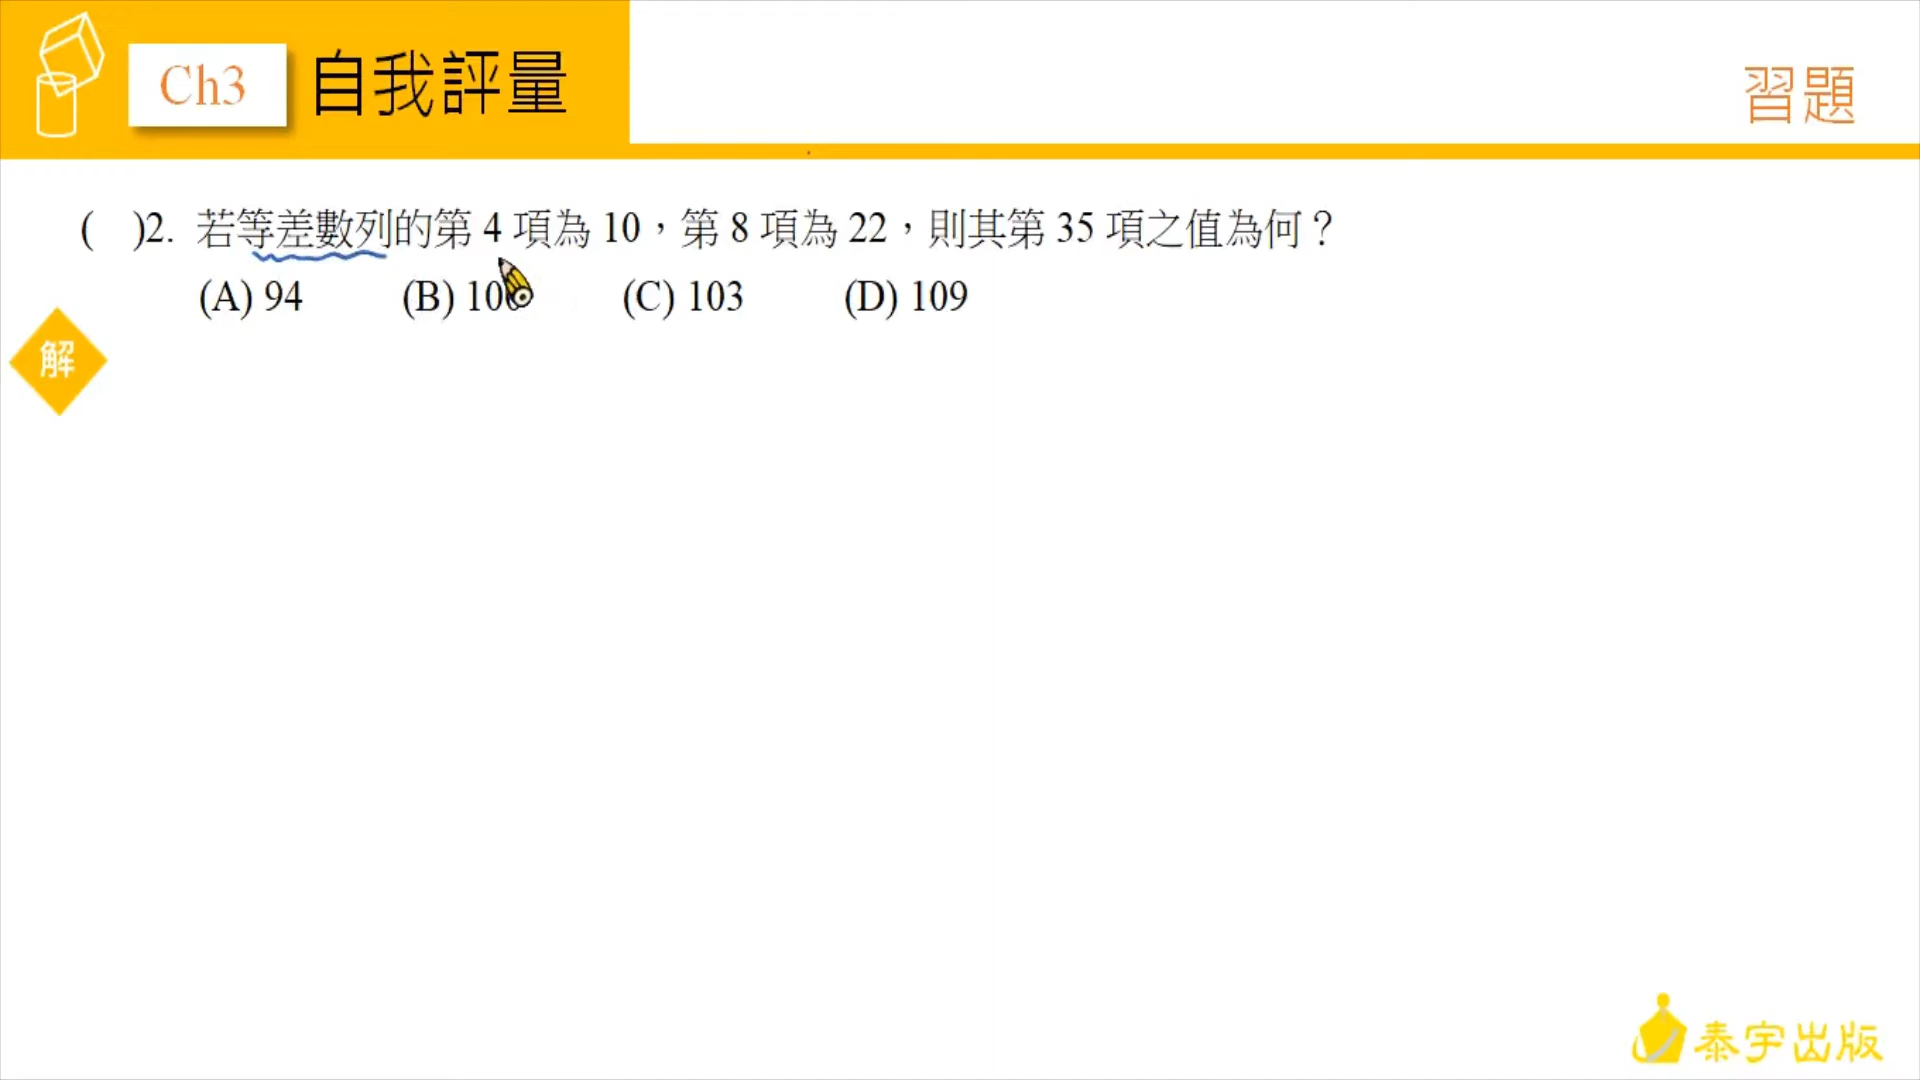 Ch3 自我評量
習題
( )2. 若等差數列的第 4 項為 10，第 8 項為 22，則其第 35 項之值為何？
(A) 94 (B) (C) 103 (D) 109
解
泰宇出版